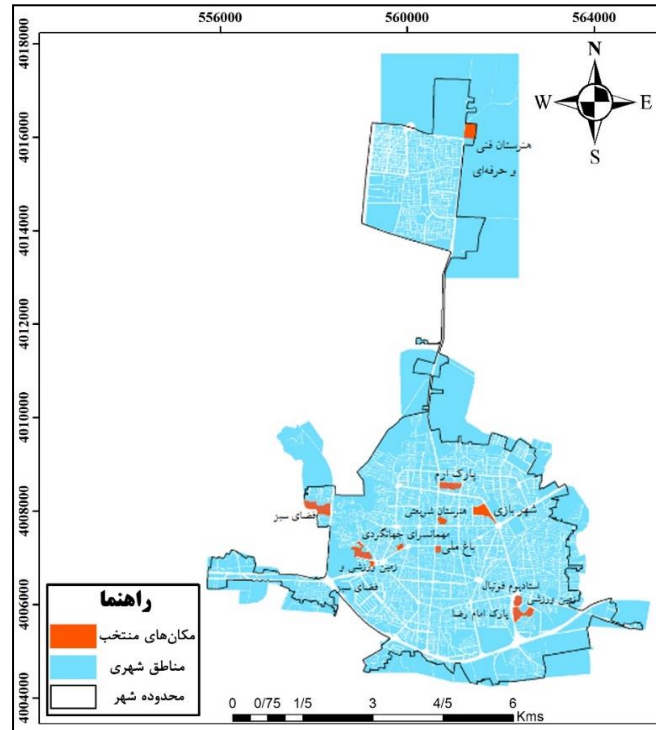 556000 560000 564000
4018000
4016000
4014000
4012000
4010000
4008000
4006000
4004000
N
W E
S
هنرستان فنی
و حرفه‌ای
پارک ارم
شهر بازی
هنرستان شریعتی
فضای سبز
مهمانسرای جهانگردی
باغ ملی
زمین ورزشی و
فضای سبز
استادیوم فوتبال
زمین ورزشی
پارک امام رضا
راهنما
مکان‌های منتخب
مناطق شهری
محدوده شهر
0 0/75 1/5 3 4/5 6
Kms